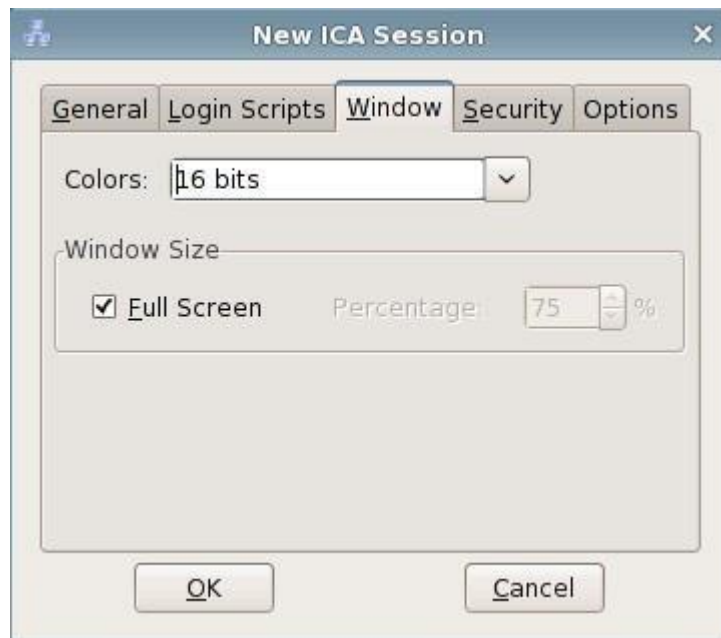 New ICA Session
General Login Scripts Window Security Options
Colors: 16 bits
Window Size
Full Screen Percentage: 75 %
OK Cancel